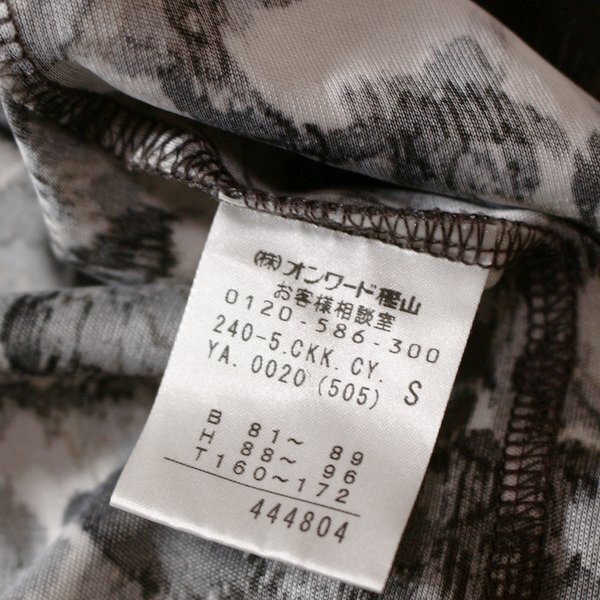 (株)オンワード樫山
お客様相談室
0120-586-300
240-5.CKK. CY. S
YA. 0020 (505)
B 81～ 89
H 88～ 96
T160～172
444804